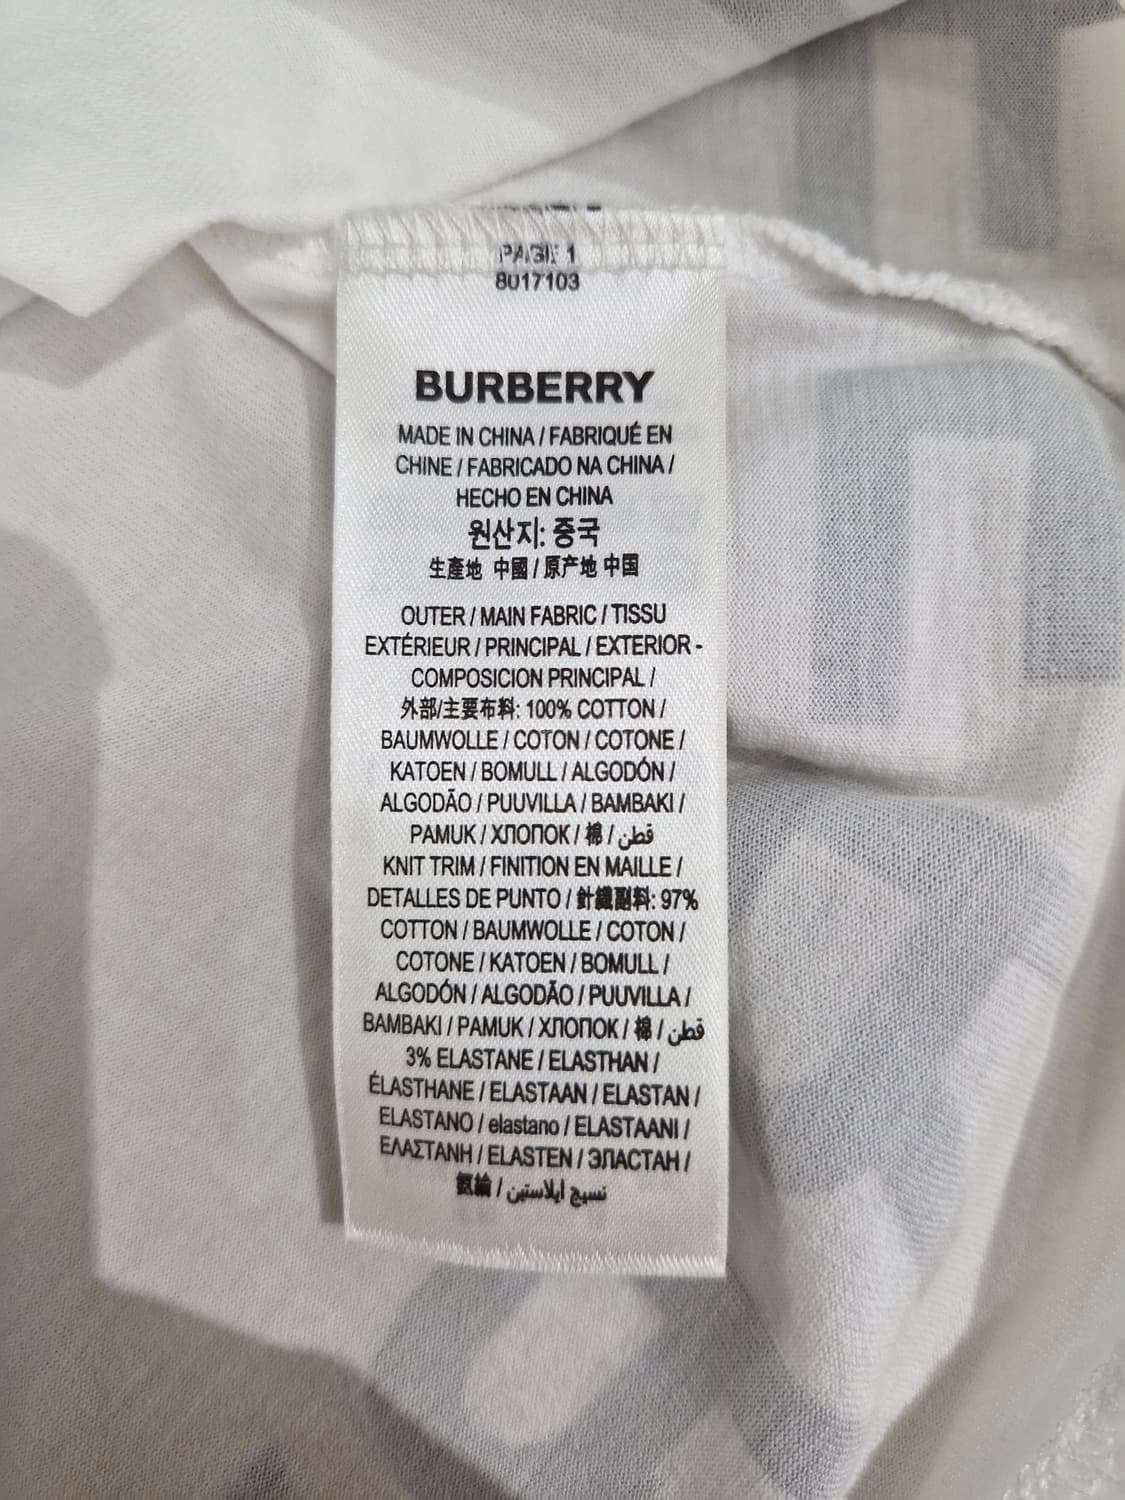 PAGE 1
8017103
BURBERRY
MADE IN CHINA / FABRIQUÉ EN
CHINE / FABRICADO NA CHINA /
HECHO EN CHINA
원산지: 중국
生產地 中國 / 原产地 中国
OUTER / MAIN FABRIC / TISSU
EXTÉRIEUR / PRINCIPAL / EXTERIOR -
COMPOSICION PRINCIPAL /
外部/主要布料: 100% COTTON /
BAUMWOLLE / COTON / COTONE /
KATOEN / BOMULL / ALGODÓN /
ALGODÃO / PUUVILLA / BAMBAKI /
PAMUK / ХЛОПОК / 棉 / قطن
KNIT TRIM / FINITION EN MAILLE /
DETALLES DE PUNTO / 針織副料: 97%
COTTON / BAUMWOLLE / COTON /
COTONE / KATOEN / BOMULL /
ALGODÓN / ALGODÃO / PUUVILLA /
BAMBAKI / PAMUK / ХЛОПОК / 棉 / قطن
3% ELASTANE / ELASTHAN /
ÉLASTHANE / ELASTAAN / ELASTAN /
ELASTANO / elastano / ELASTAANI /
ΕΛΑΣΤΑΝΗ / ELASTEN / ЭЛАСТАН /
氨綸 / نسيج ايلاستين